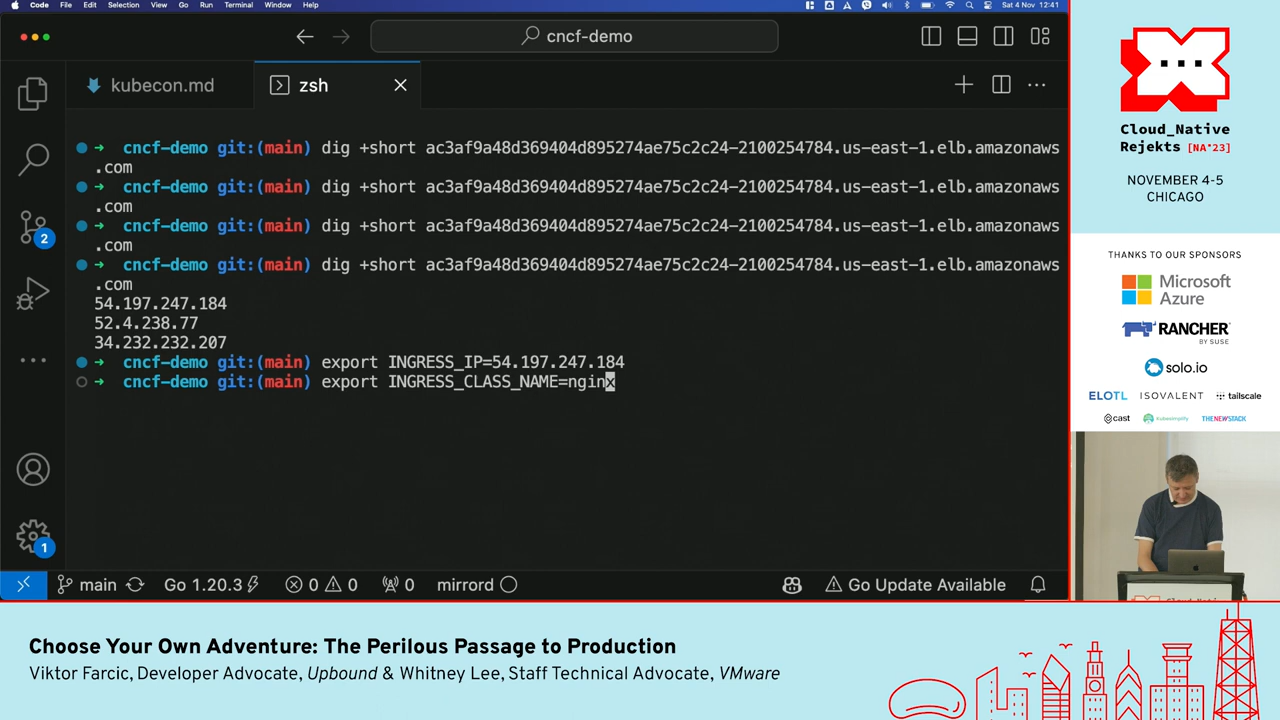 Code File Edit Selection View Go Run Terminal Window Help
Sat 4 Nov 12:41
cncf-demo
kubecon.md
zsh
cncf-demo git:(main) dig +short ac3af9a48d369404d895274ae75c2c24-2100254784.us-east-1.elb.amazonaws
.com
cncf-demo git:(main) dig +short ac3af9a48d369404d895274ae75c2c24-2100254784.us-east-1.elb.amazonaws
.com
cncf-demo git:(main) dig +short ac3af9a48d369404d895274ae75c2c24-2100254784.us-east-1.elb.amazonaws
.com
cncf-demo git:(main) dig +short ac3af9a48d369404d895274ae75c2c24-2100254784.us-east-1.elb.amazonaws
.com
54.197.247.184
52.4.238.77
34.232.232.207
cncf-demo git:(main) export INGRESS_IP=54.197.247.184
cncf-demo git:(main) export INGRESS_CLASS_NAME=nginx
2
1
main Go 1.20.3 0 0 0 mirrord Go Update Available
Cloud_Native
Rejekts [NA'23]
NOVEMBER 4-5
CHICAGO
THANKS TO OUR SPONSORS
Microsoft
Azure
RANCHER
BY SUSE
solo.io
ELOTL ISOVALENT tailscale
cast Kubesimplify THENEWSTACK
Choose Your Own Adventure: The Perilous Passage to Production
Viktor Farcic, Developer Advocate, Upbound & Whitney Lee, Staff Technical Advocate, VMware